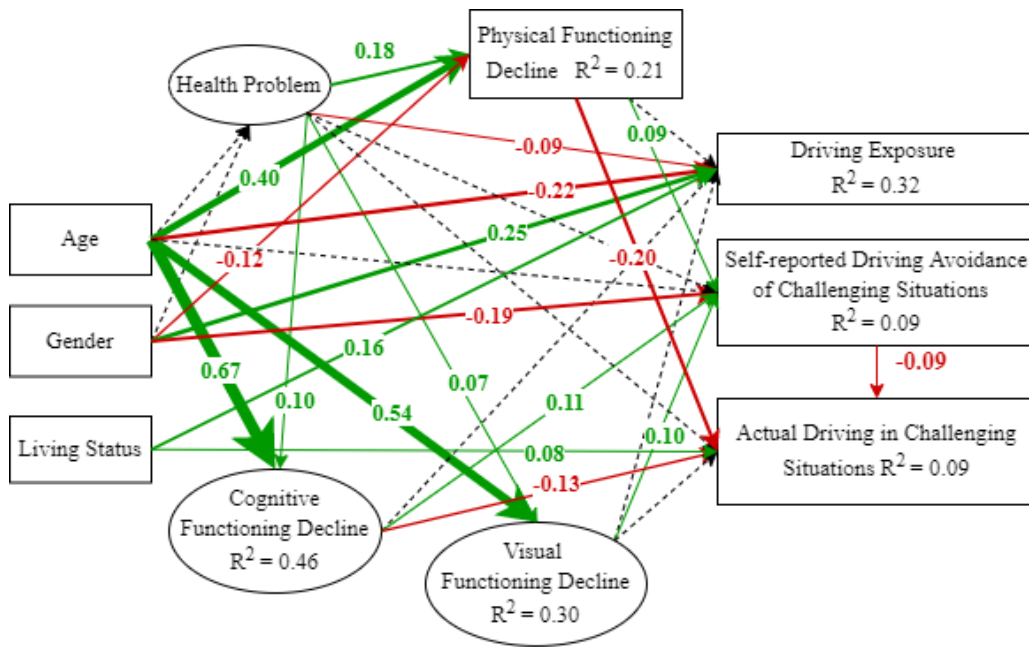 Physical Functioning
Decline R² = 0.21
0.18
Health Problem
0.09
-0.09
Driving Exposure
R² = 0.32
0.40
-0.22
Age
0.25
-0.12
-0.20
Self-reported Driving Avoidance
of Challenging Situations
R² = 0.09
-0.19
Gender
0.16
0.67
-0.09
0.07
0.10
0.54
0.11
0.10
Living Status
0.08
Actual Driving in Challenging
Situations R² = 0.09
-0.13
Cognitive
Functioning Decline
R² = 0.46
Visual
Functioning Decline
R² = 0.30